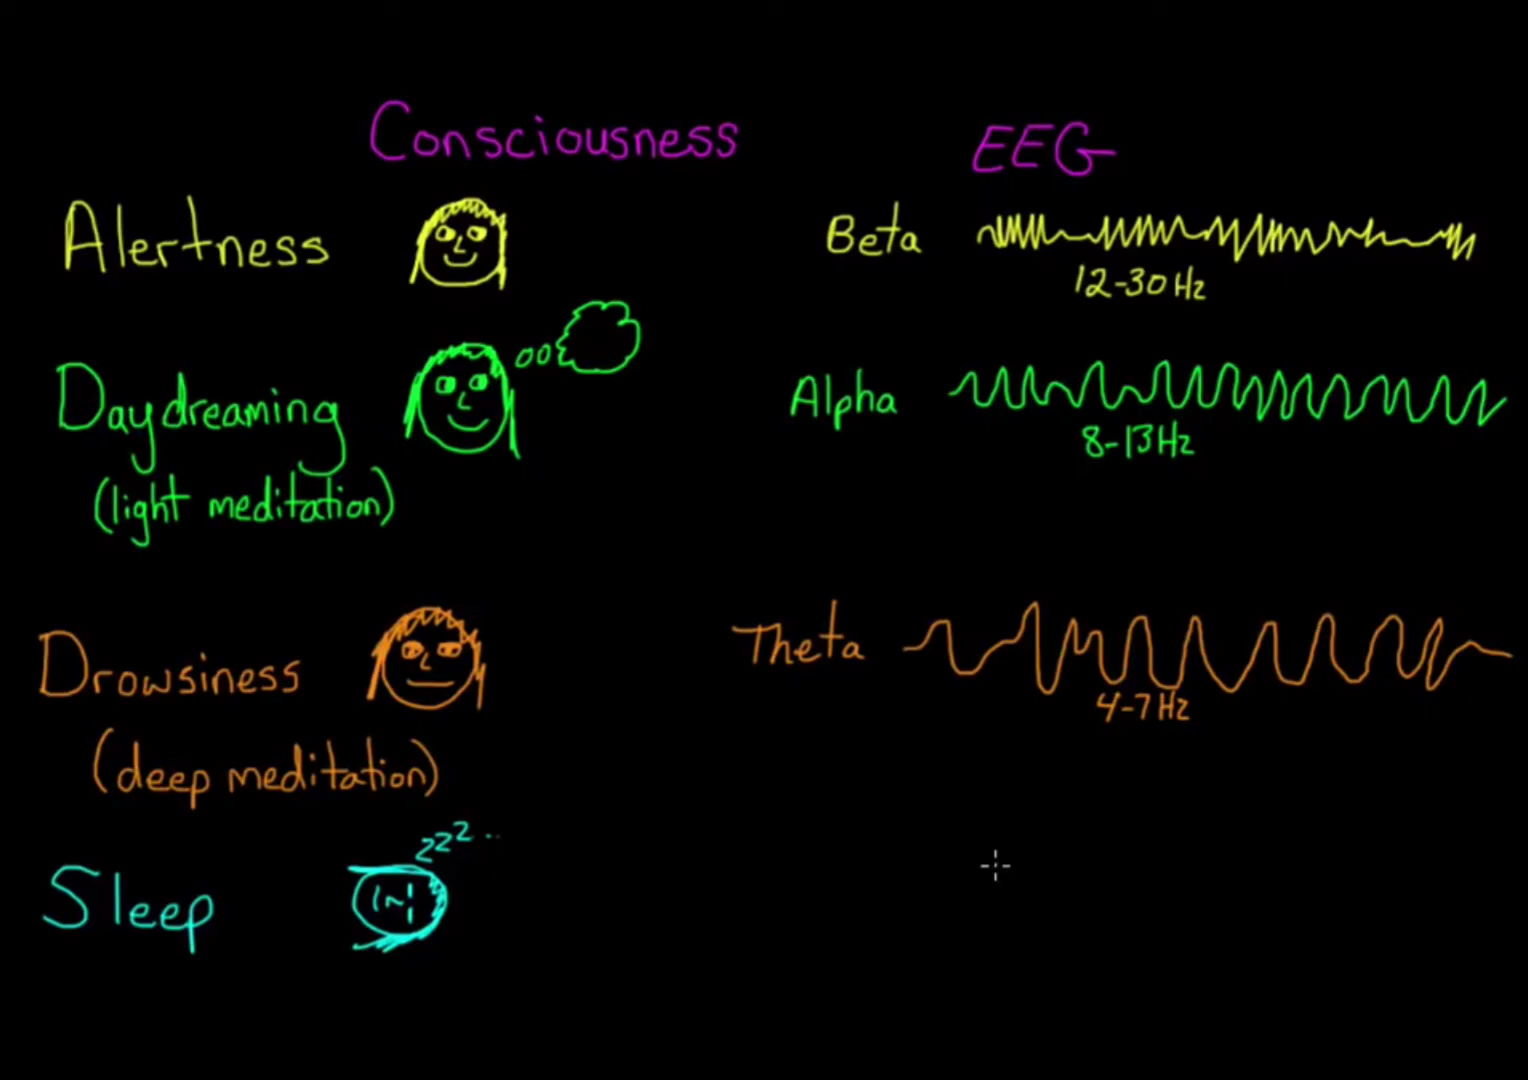 Consciousness EEG
Alertness Beta
12-30 Hz
Daydreaming Alpha
8-13 Hz
(light meditation)
Drowsiness Theta
4-7 Hz
(deep meditation)
zzz..
Sleep